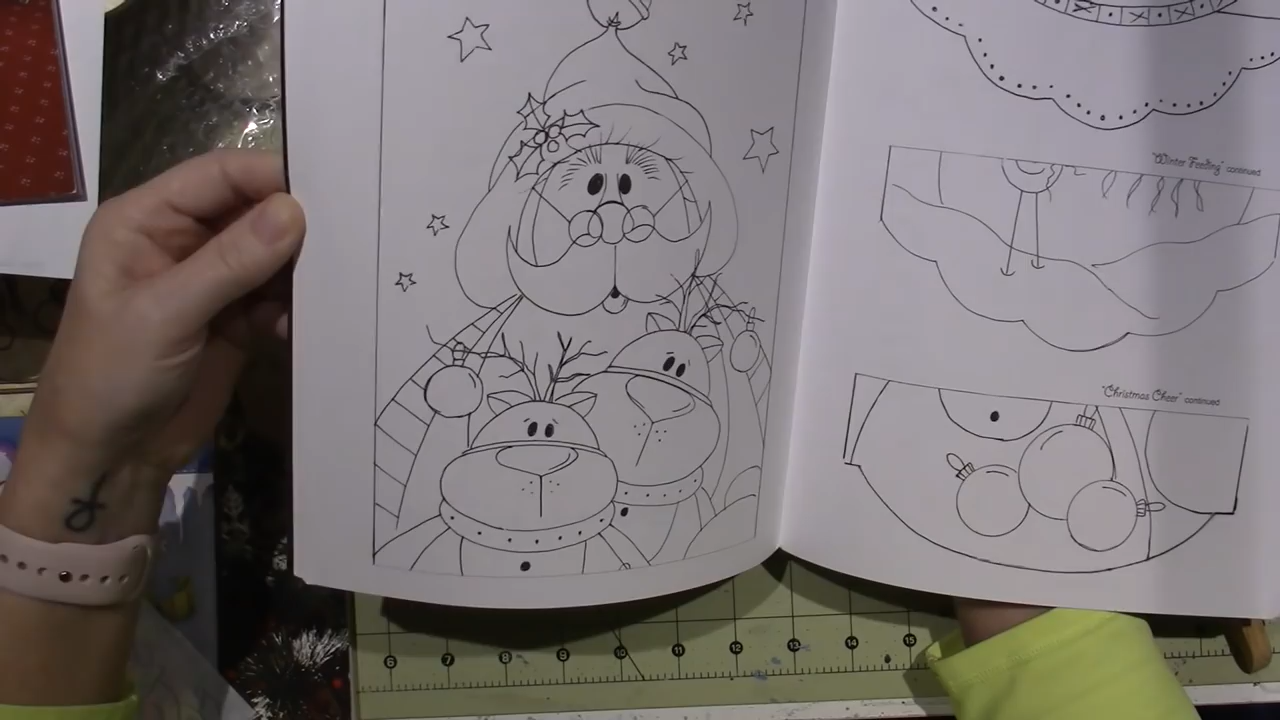 "Winter Feeding" continued
"Christmas Cheer" continued
6 7 8 9 10 11 12 13 14 15